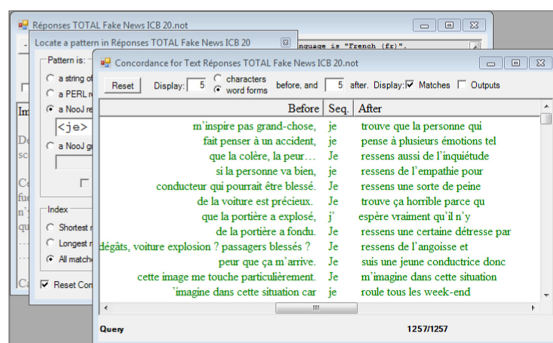 Réponses TOTAL Fake News ICB 20.not
nguage is "French (fr)".
Locate a pattern in Réponses TOTAL Fake News ICB 20
Concordance for Text Réponses TOTAL Fake News ICB 20.not
Pattern is:
a string of
a PERL r
a NooJ re
<je>
a NooJ g
Index
Shortest m
Longest m
All matche
Reset Con
Reset Display: 5 characters word forms before, and 5 after. Display: Matches Outputs
Before Seq. After
m'inspire pas grand-chose, je trouve que la personne qui
fait penser à un accident, je pense à plusieurs émotions tel
que la colère, la peur… Je ressens aussi de l'inquiétude
si la personne va bien, je ressens de l'empathie pour
conducteur qui pourrait être blessé. Je ressens une sorte de peine
de la voiture est précieux. Je trouve ça horrible parce qu
que la portière a explosé, j' espère vraiment qu'il n'y
de la portière a fondu. Je ressens une certaine détresse par
dégâts, voiture explosion ? passagers blessés ? Je ressens de l'angoisse et
peur que ça m'arrive. Je suis une jeune conductrice donc
cette image me touche particulièrement. Je m'imagine dans cette situation
'imagine dans cette situation car je roule tous les week-end
Query 1257/1257